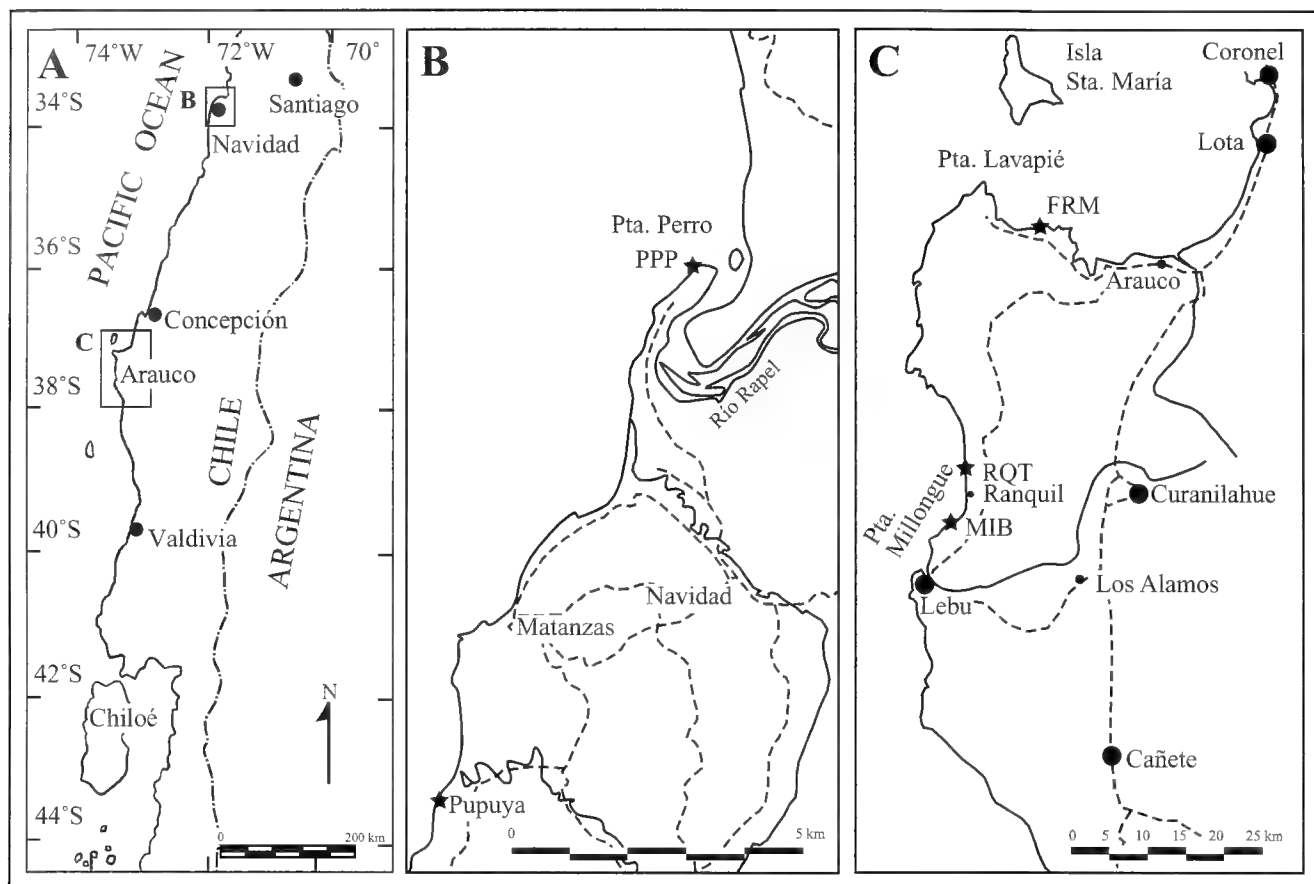 A
74°W
72°W
70°
34°S
B
Santiago
Navidad
PACIFIC OCEAN
36°S
Concepción
C
Arauco
38°S
CHILE
ARGENTINA
40°S
Valdivia
42°S
Chiloé
N
44°S
0
200 km
B
Pta. Perro
PPP
Río Rapel
Navidad
Matanzas
Pupuya
0
5 km
C
Isla
Sta. María
Coronel
Lota
Pta. Lavapié
FRM
Arauco
RQT
Ranquil
Pta.
Millongue
MIB
Curanilahue
Los Alamos
Lebu
Cañete
0 5 10 15 20 25 km